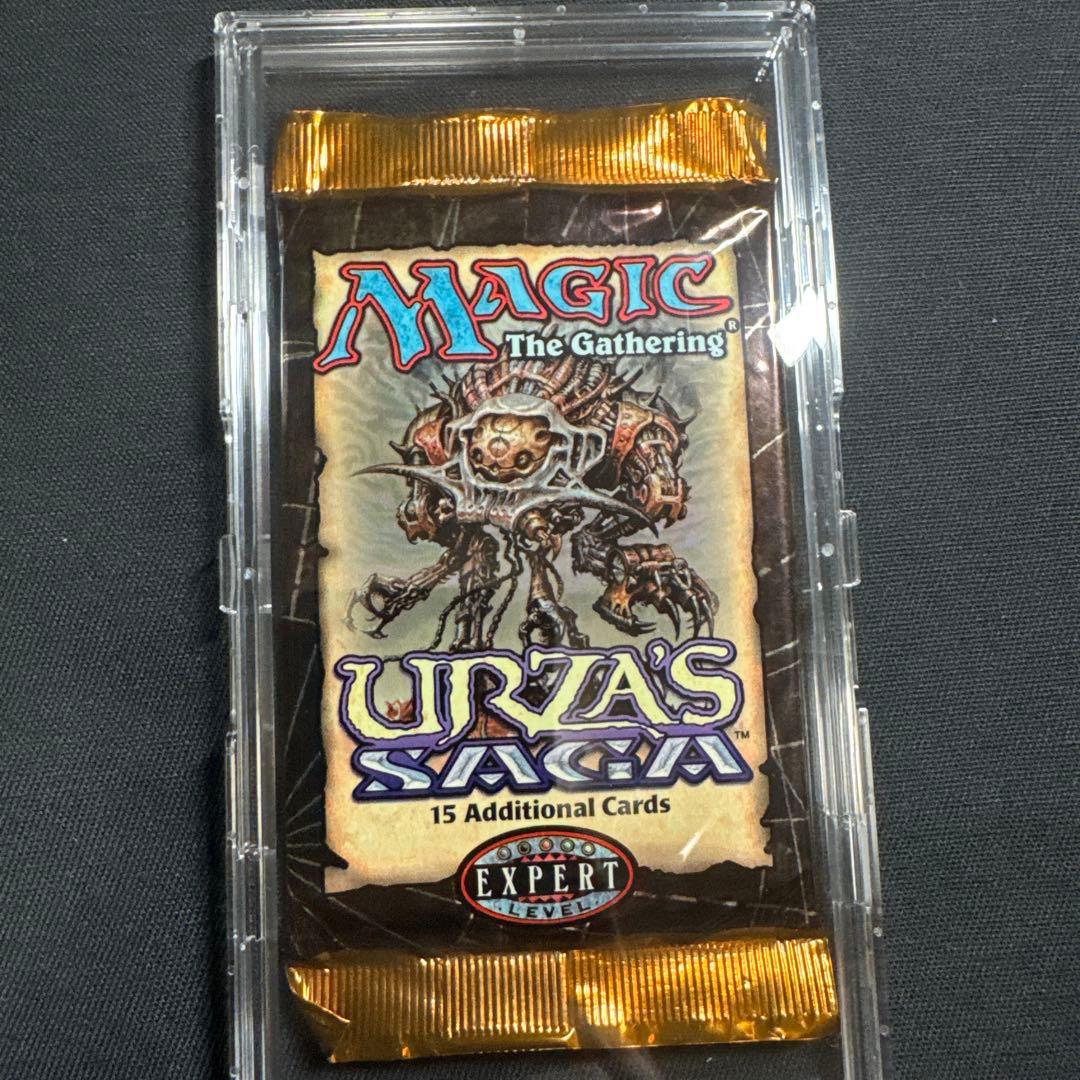 MAGIC
The Gathering®
URZA'S
SAGA™
15 Additional Cards
EXPERT
LEVEL